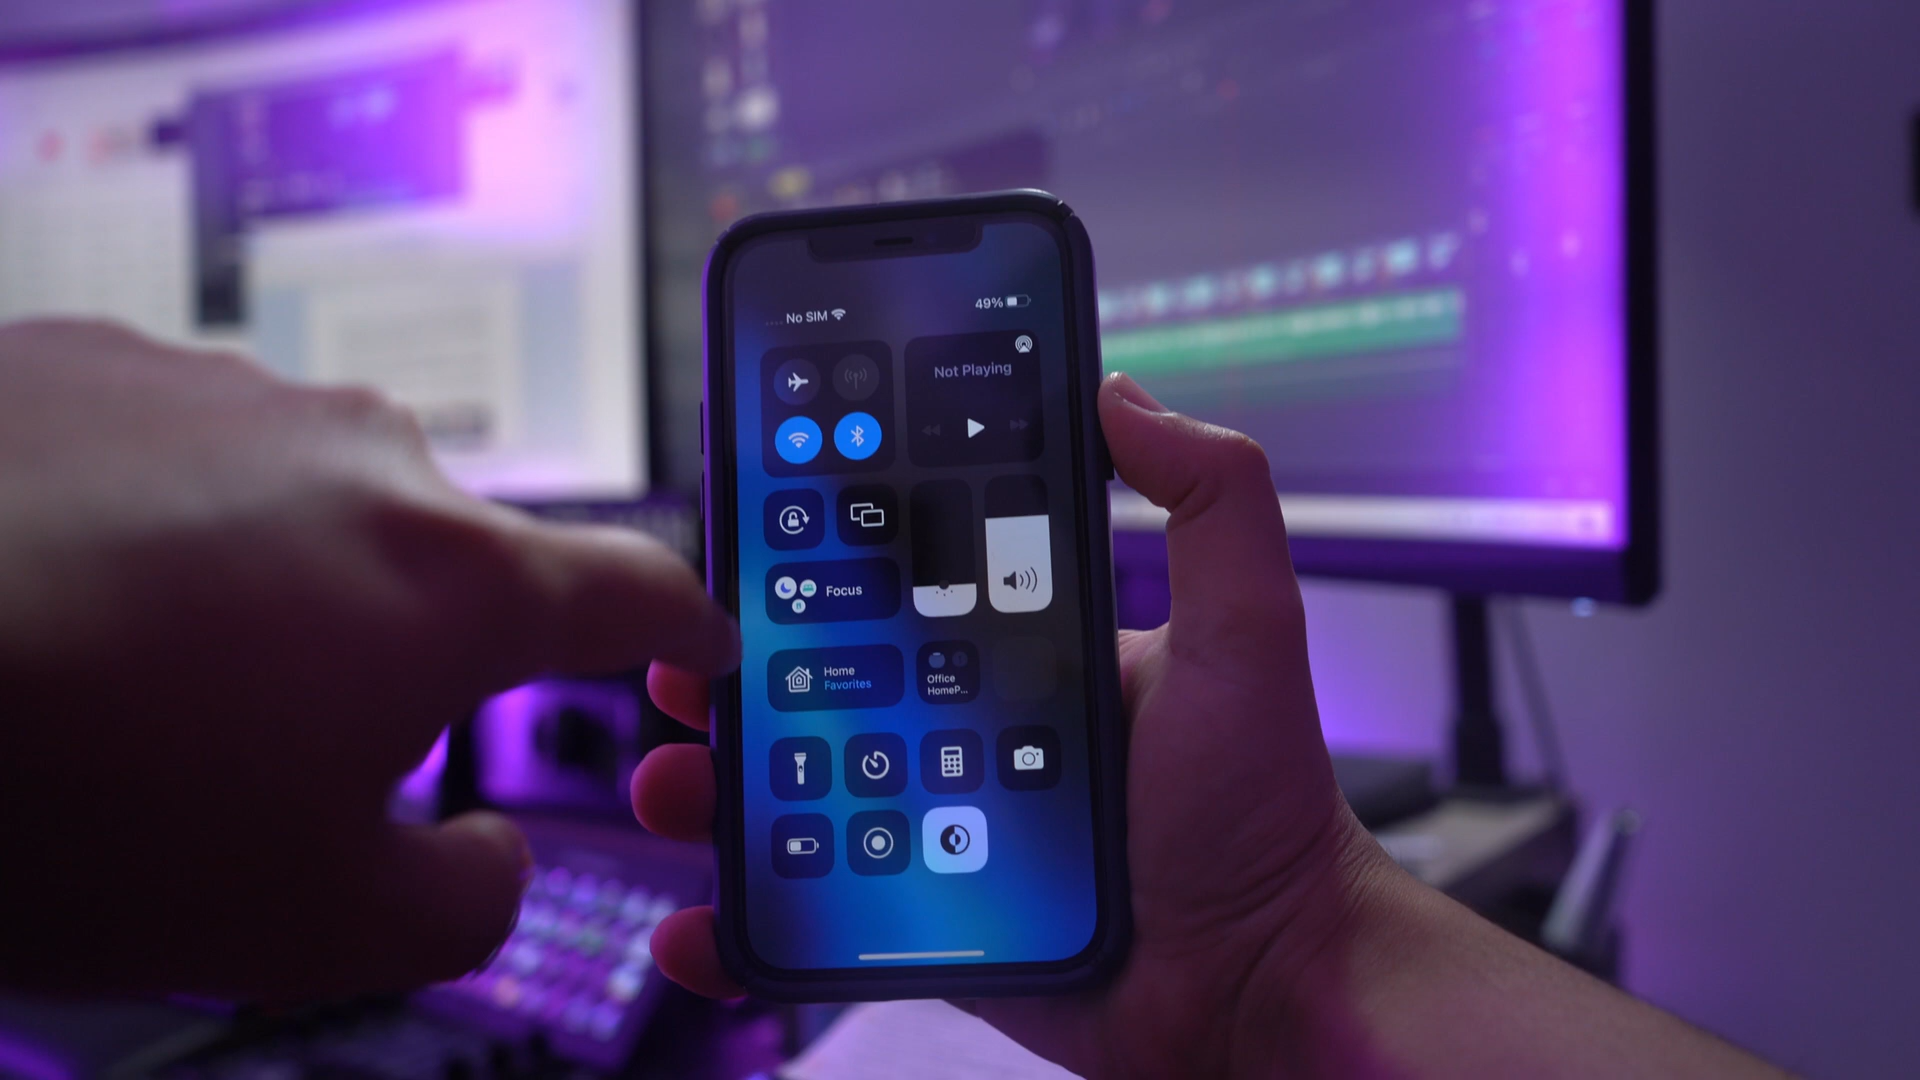 No SIM
49%
Not Playing
Focus
Home
Favorites
Office
HomeP...